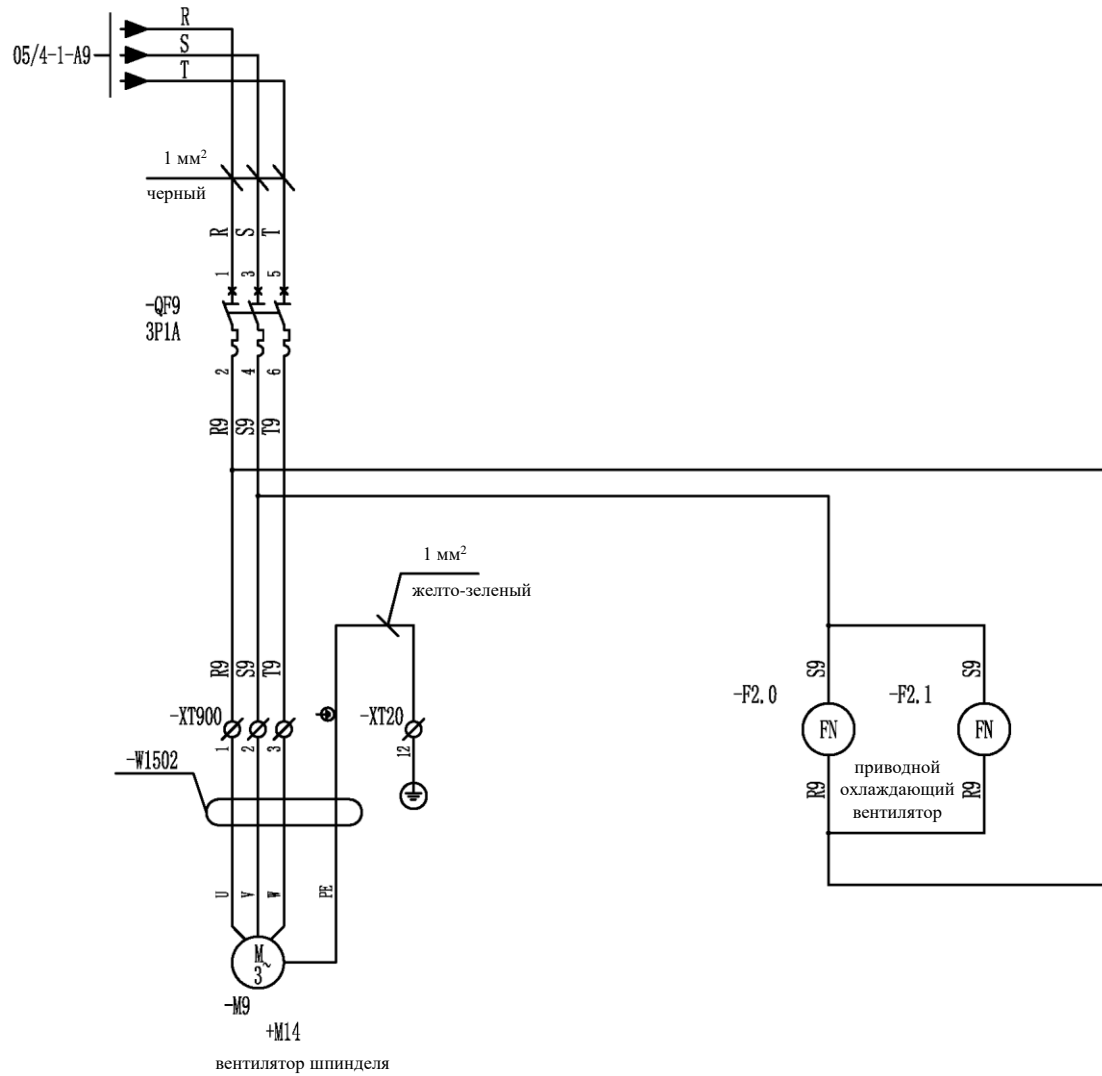 R
05/4-1-A9
S
T
1 мм²
черный
R S T
1 3 5
-QF9
3P1A
2 4 6
R9 S9 T9
1 мм²
желто-зеленый
R9 S9 T9
S9 S9
-F2.0 -F2.1
-XT900 -XT20
FN FN
1 2 3 12
-W1502
приводной
охлаждающий
вентилятор
R9 R9
U V W PE
M
3~
-M9
+M14
вентилятор шпинделя